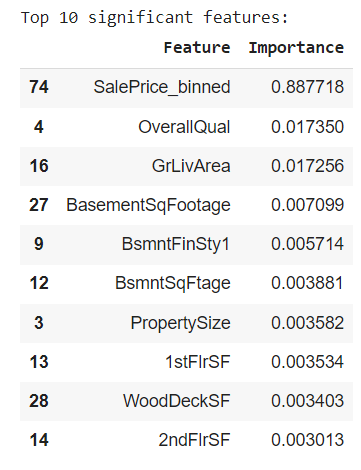 Top 10 significant features:
Feature Importance
74 SalePrice_binned 0.887718
4 OverallQual 0.017350
16 GrLivArea 0.017256
27 BasementSqFootage 0.007099
9 BsmntFinSty1 0.005714
12 BsmntSqFtage 0.003881
3 PropertySize 0.003582
13 1stFlrSF 0.003534
28 WoodDeckSF 0.003403
14 2ndFlrSF 0.003013